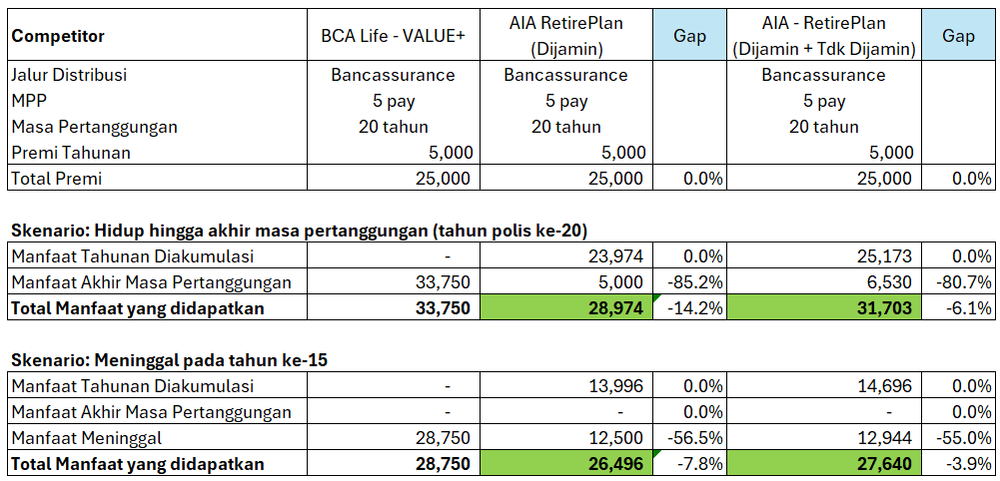 Competitor BCA Life - VALUE+ AIA RetirePlan (Dijamin) Gap AIA - RetirePlan (Dijamin + Tdk Dijamin) Gap
Jalur Distribusi Bancassurance Bancassurance Bancassurance
MPP 5 pay 5 pay 5 pay
Masa Pertanggungan 20 tahun 20 tahun 20 tahun
Premi Tahunan 5,000 5,000 5,000
Total Premi 25,000 25,000 0.0% 25,000 0.0%
Skenario: Hidup hingga akhir masa pertanggungan (tahun polis ke-20)
Manfaat Tahunan Diakumulasi - 23,974 0.0% 25,173 0.0%
Manfaat Akhir Masa Pertanggungan 33,750 5,000 -85.2% 6,530 -80.7%
Total Manfaat yang didapatkan 33,750 28,974 -14.2% 31,703 -6.1%
Skenario: Meninggal pada tahun ke-15
Manfaat Tahunan Diakumulasi - 13,996 0.0% 14,696 0.0%
Manfaat Akhir Masa Pertanggungan - - 0.0% - 0.0%
Manfaat Meninggal 28,750 12,500 -56.5% 12,944 -55.0%
Total Manfaat yang didapatkan 28,750 26,496 -7.8% 27,640 -3.9%